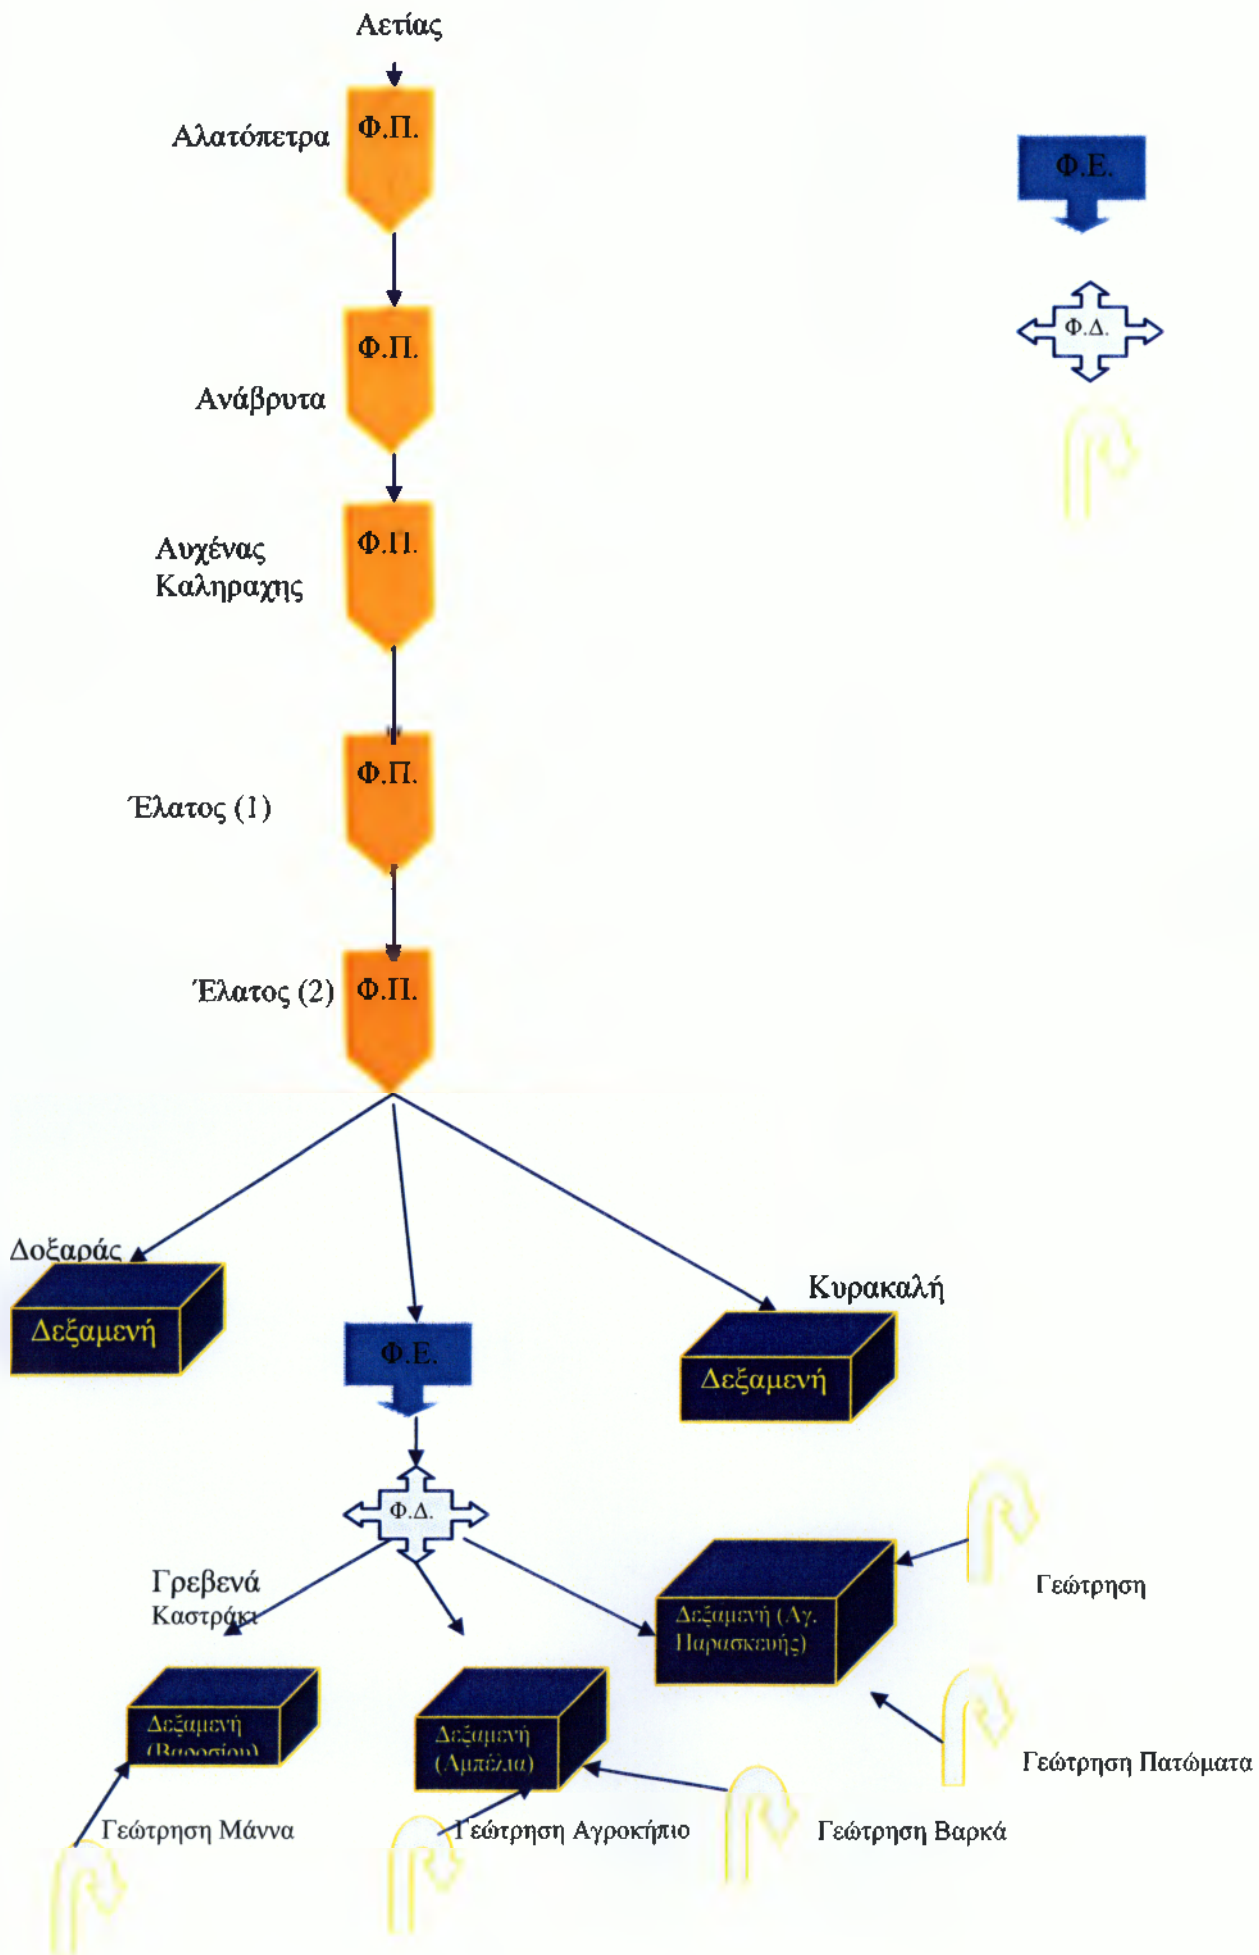 Αετίας
Αλατόπετρα
Φ.Π.
Φ.Ε.
Φ.Δ.
Φ.Π.
Ανάβρυτα
Φ.Π.
Αυχένας
Καληραχης
Φ.Π.
Έλατος (1)
Έλατος (2)
Φ.Π.
Δοξαράς
Δεξαμενή
Κυρακαλή
Δεξαμενή
Φ.Ε.
Φ.Δ.
Γρεβενά
Καστράκι
Γεώτρηση
Δεξαμενή (Αγ.
Παρασκευής)
Δεξαμενή
(Βαροσίου)
Δεξαμενή
(Αμπέλια)
Γεώτρηση Πατώματα
Γεώτρηση Μάννα
Γεώτρηση Αγροκήπιο
Γεώτρηση Βαρκά